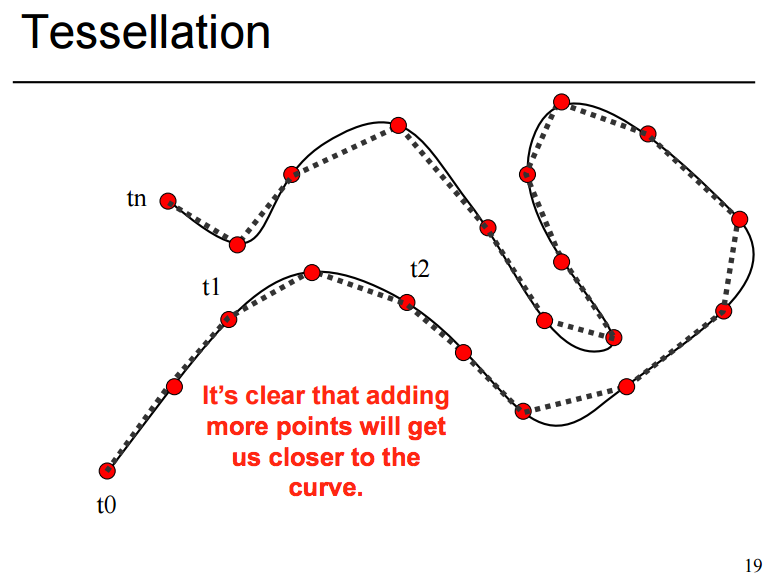 Tessellation
tn
t1
t2
It’s clear that adding
more points will get
us closer to the
curve.
t0
19